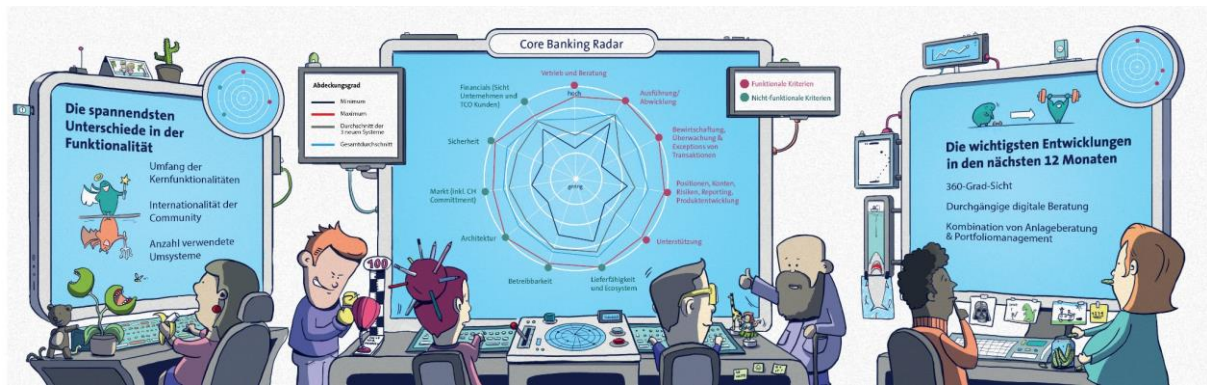 Die spannendsten
Unterschiede in der
Funktionalität
Umfang der
Kernfunktionalitäten
Internationalität der
Community
Anzahl verwendete
Umsysteme
Abdeckungsgrad
Minimum
Maximum
Durchschnitt der
3 neuen Systeme
Gesamtdurchschnitt
Core Banking Radar
Vetrieb und Beratung
hoch
gering
Ausführung/
Abwicklung
Bewirtschaftung,
Überwachung &
Exceptions von
Transaktionen
Positionen, Konten,
Risiken, Reporting,
Produktentwicklung
Unterstützung
Lieferfähigkeit
und Ecosystem
Betreibbarkeit
Architektur
Markt (inkl. CH
Committment)
Sicherheit
Financials (Sicht
Unternehmen und
TCO Kunden)
Funktionale Kriterien
Nicht-funktionale Kriterien
100
Die wichtigsten Entwicklungen
in den nächsten 12 Monaten
360-Grad-Sicht
Durchgängige digitale Beratung
Kombination von Anlageberatung
& Portfoliomanagement